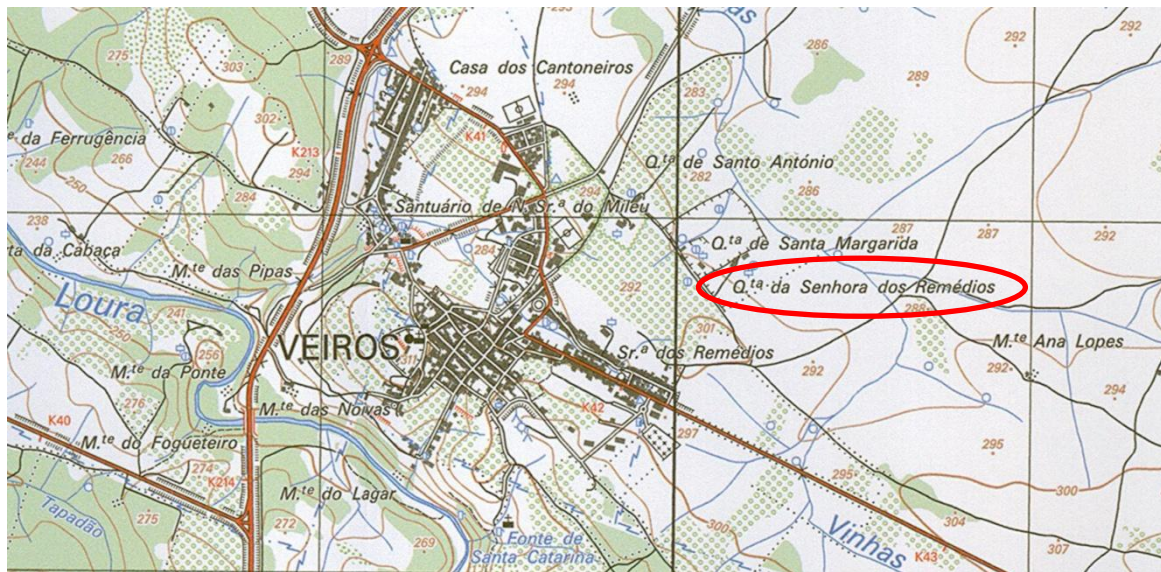 293
275
303
289
Casa dos Cantoneiros
294
294
286
289
292
283
302
K41
e da Ferrugência
244
266
K213
294
Q.ta de Santo António
282
294
286
250
Santuário de N. Sr.ª do Mileu
238
ta da Cabaça
284
287
287
292
Q.ta de Santa Margarida
M.te das Pipas
292
Q.ta da Senhora dos Remédios
Loura
288
241
250
301
VEIROS
311
Sr.ª dos Remédios
M.te Ana Lopes
256
M.te da Ponte
292
292
294
276
M.te das Noivas
K42
K40
297
M.te do Fogueteiro
295
274
K214
295
M.te do Lagar
300
Tapadão
275
272
269
300
304
Vinhas
Fonte de
Santa Catarina
K43
307